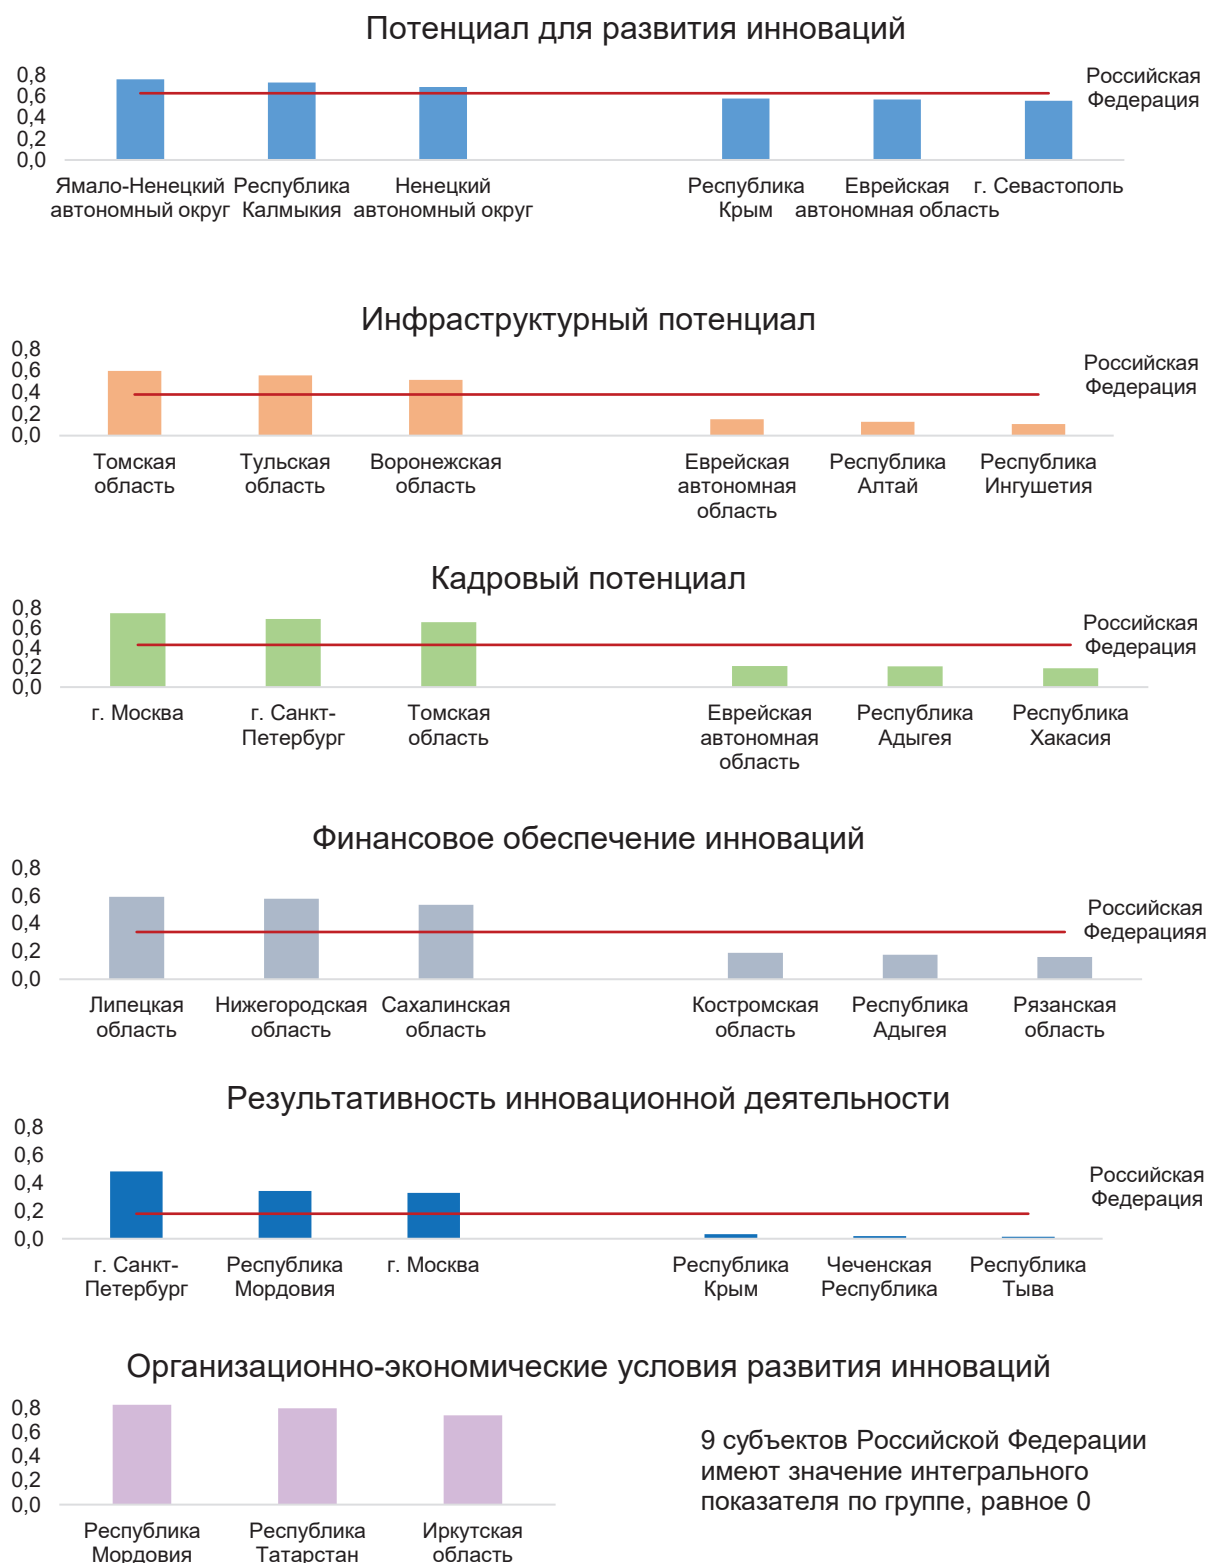 Потенциал для развития инноваций
0,8
0,6
0,4
0,2
0,0
Российская
Федерация
Ямало-Ненецкий
автономный округ
Республика
Калмыкия
Ненецкий
автономный округ
Республика
Крым
Еврейская
автономная область
г. Севастополь
Инфраструктурный потенциал
0,8
0,6
0,4
0,2
0,0
Российская
Федерация
Томская
область
Тульская
область
Воронежская
область
Еврейская
автономная
область
Республика
Алтай
Республика
Ингушетия
Кадровый потенциал
0,8
0,6
0,4
0,2
0,0
Российская
Федерация
г. Москва
г. Санкт-
Петербург
Томская
область
Еврейская
автономная
область
Республика
Адыгея
Республика
Хакасия
Финансовое обеспечение инноваций
0,8
0,6
0,4
0,2
0,0
Российская
Федерацияя
Липецкая
область
Нижегородская
область
Сахалинская
область
Костромская
область
Республика
Адыгея
Рязанская
область
Результативность инновационной деятельности
0,8
0,6
0,4
0,2
0,0
Российская
Федерация
г. Санкт-
Петербург
Республика
Мордовия
г. Москва
Республика
Крым
Чеченская
Республика
Республика
Тыва
Организационно-экономические условия развития инноваций
0,8
0,6
0,4
0,2
0,0
Республика
Мордовия
Республика
Татарстан
Иркутская
область
9 субъектов Российской Федерации
имеют значение интегрального
показателя по группе, равное 0